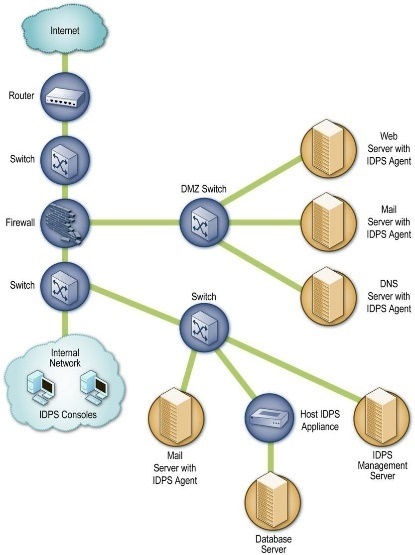 Internet
Router
Switch
Firewall
Switch
DMZ Switch
Web
Server with
IDPS Agent
Mail
Server with
IDPS Agent
DNS
Server with
IDPS Agent
Switch
Internal
Network
IDPS Consoles
Mail
Server with
IDPS Agent
Host IDPS
Appliance
IDPS
Management
Server
Database
Server